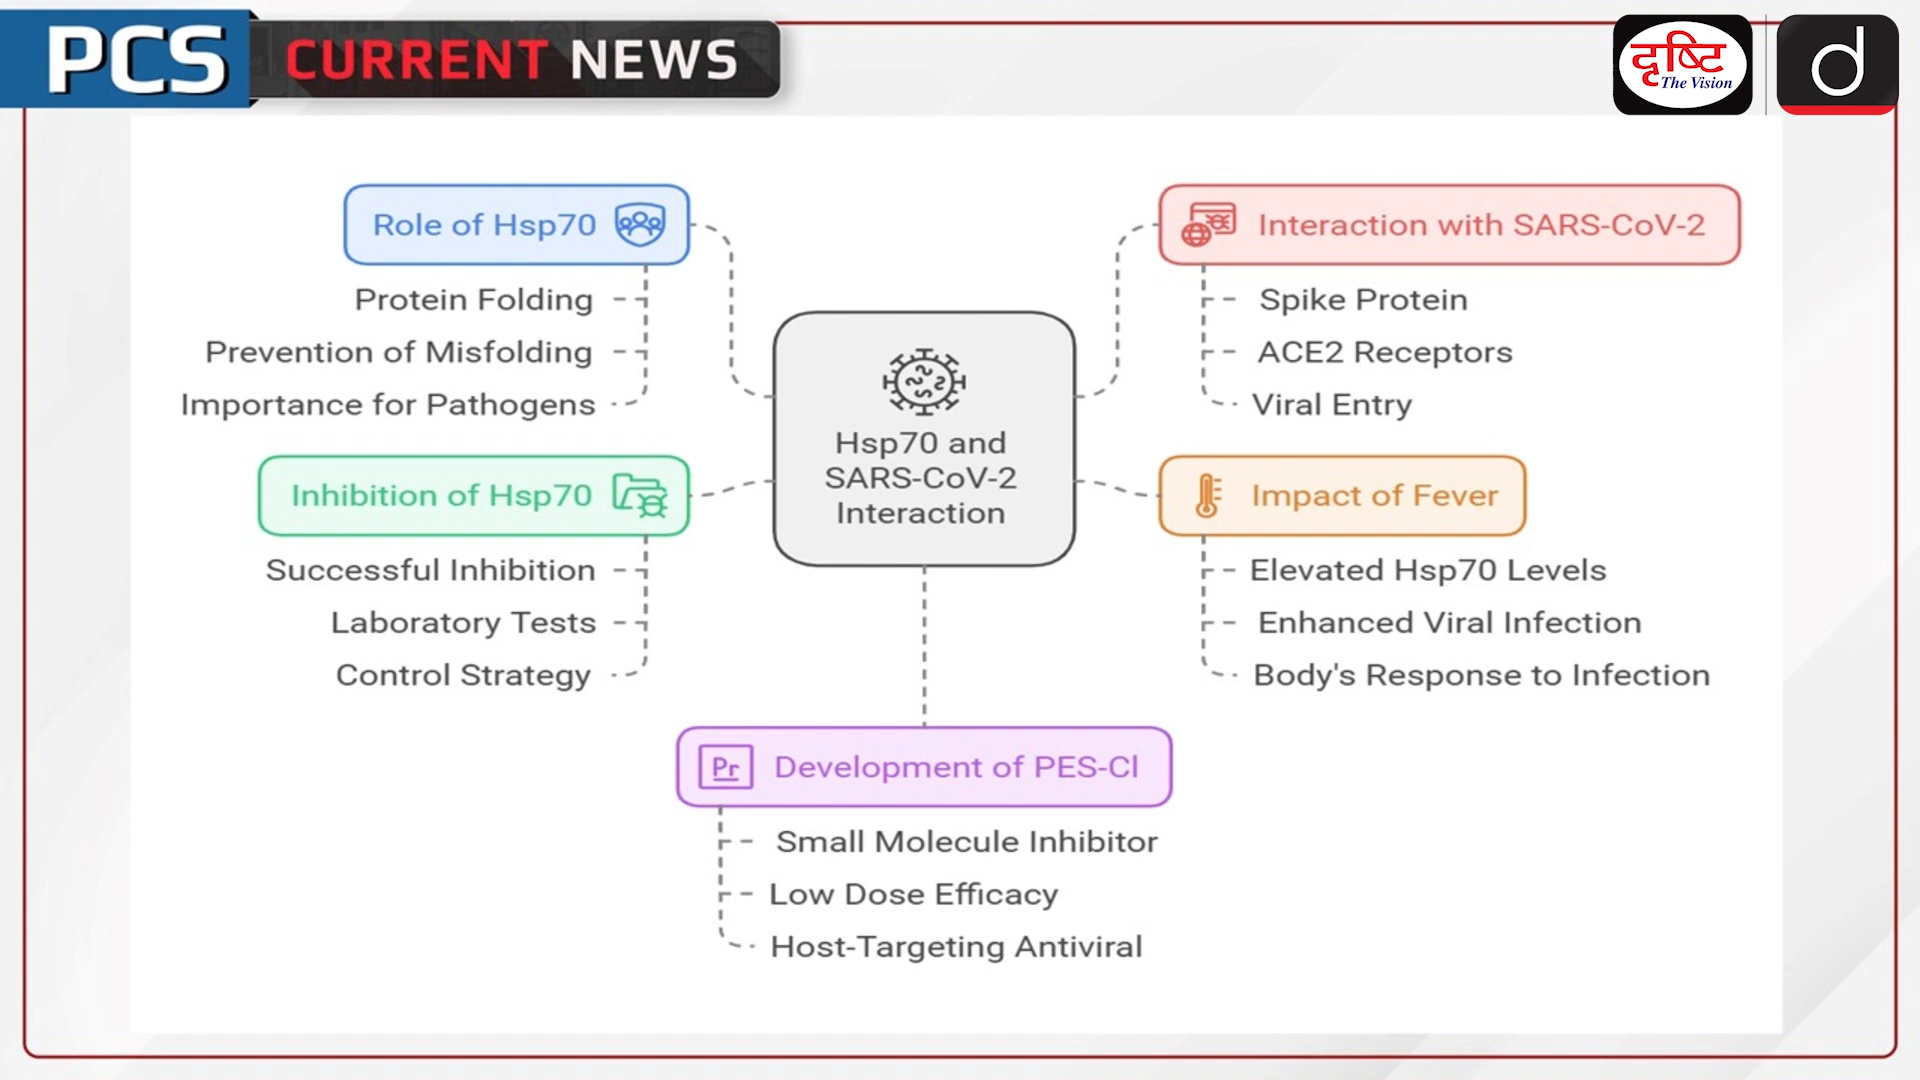 PCS CURRENT NEWS
दृष्टि
The Vision
d
Role of Hsp70
Protein Folding
Prevention of Misfolding
Importance for Pathogens
Interaction with SARS-CoV-2
Spike Protein
ACE2 Receptors
Viral Entry
Hsp70 and
SARS-CoV-2
Interaction
Inhibition of Hsp70
Successful Inhibition
Laboratory Tests
Control Strategy
Impact of Fever
Elevated Hsp70 Levels
Enhanced Viral Infection
Body's Response to Infection
Pr
Development of PES-Cl
Small Molecule Inhibitor
Low Dose Efficacy
Host-Targeting Antiviral